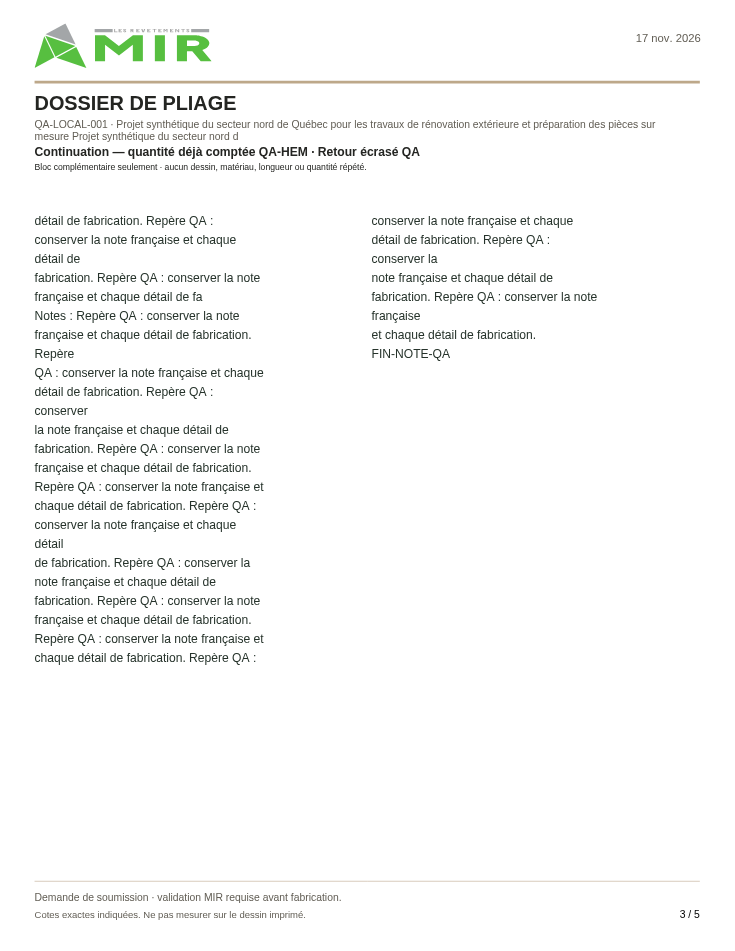 LES REVETEMENTS
MIR
17 nov. 2026
DOSSIER DE PLIAGE
QA-LOCAL-001 · Projet synthétique du secteur nord de Québec pour les travaux de rénovation extérieure et préparation des pièces sur
mesure Projet synthétique du secteur nord d
Continuation — quantité déjà comptée QA-HEM · Retour écrasé QA
Bloc complémentaire seulement · aucun dessin, matériau, longueur ou quantité répété.
détail de fabrication. Repère QA :
conserver la note française et chaque
détail de
fabrication. Repère QA : conserver la note
française et chaque détail de fa
Notes : Repère QA : conserver la note
française et chaque détail de fabrication.
Repère
QA : conserver la note française et chaque
détail de fabrication. Repère QA :
conserver
la note française et chaque détail de
fabrication. Repère QA : conserver la note
française et chaque détail de fabrication.
Repère QA : conserver la note française et
chaque détail de fabrication. Repère QA :
conserver la note française et chaque
détail
de fabrication. Repère QA : conserver la
note française et chaque détail de
fabrication. Repère QA : conserver la note
française et chaque détail de fabrication.
Repère QA : conserver la note française et
chaque détail de fabrication. Repère QA :
conserver la note française et chaque
détail de fabrication. Repère QA :
conserver la
note française et chaque détail de
fabrication. Repère QA : conserver la note
française
et chaque détail de fabrication.
FIN-NOTE-QA
Demande de soumission · validation MIR requise avant fabrication.
Cotes exactes indiquées. Ne pas mesurer sur le dessin imprimé.
3 / 5